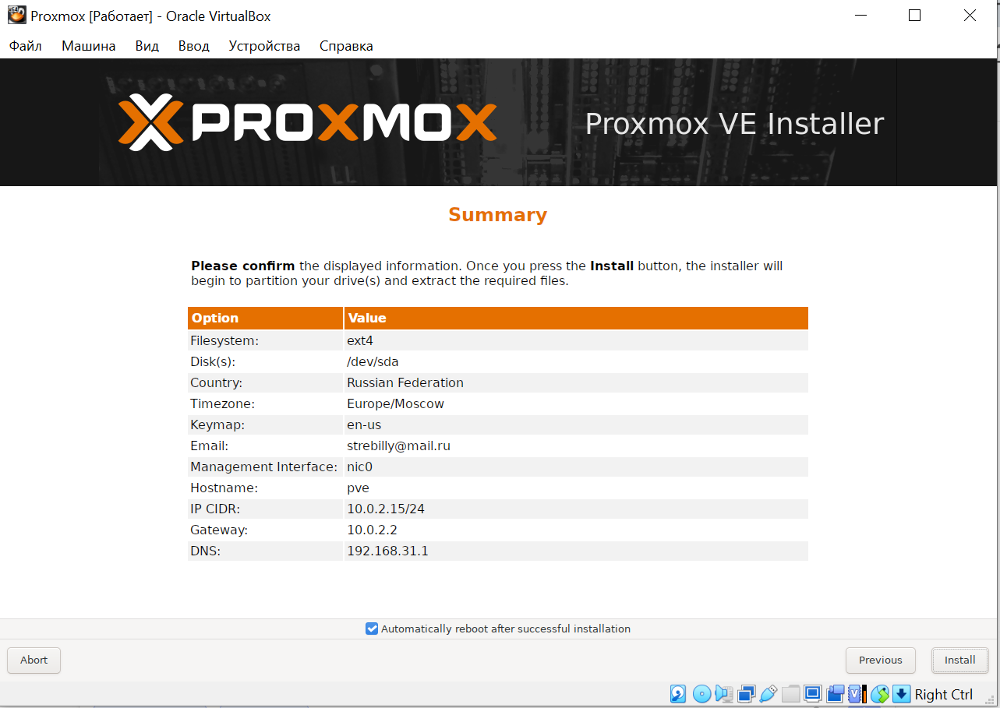 Proxmox [Работает] - Oracle VirtualBox
Файл Машина Вид Ввод Устройства Справка
PROXMOX Proxmox VE Installer
Summary
Please confirm the displayed information. Once you press the Install button, the installer will
begin to partition your drive(s) and extract the required files.
Option Value
Filesystem: ext4
Disk(s): /dev/sda
Country: Russian Federation
Timezone: Europe/Moscow
Keymap: en-us
Email: strebilly@mail.ru
Management Interface: nic0
Hostname: pve
IP CIDR: 10.0.2.15/24
Gateway: 10.0.2.2
DNS: 192.168.31.1
Automatically reboot after successful installation
Abort Previous Install
Right Ctrl